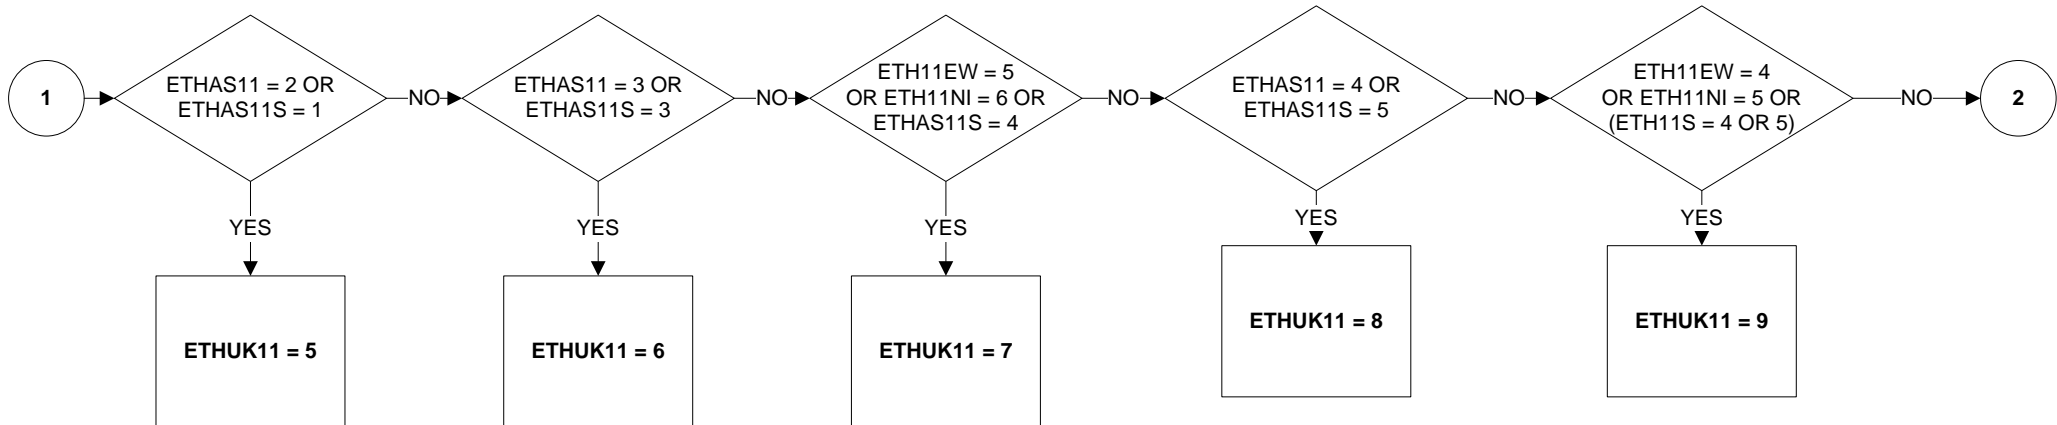 1
ETHAS11 = 2 OR
ETHAS11S = 1
NO
ETHAS11 = 3 OR
ETHAS11S = 3
NO
ETH11EW = 5
OR ETH11NI = 6 OR
ETHAS11S = 4
NO
ETHAS11 = 4 OR
ETHAS11S = 5
NO
ETH11EW = 4
OR ETH11NI = 5 OR
(ETH11S = 4 OR 5)
NO
2
YES
YES
YES
YES
YES
ETHUK11 = 5
ETHUK11 = 6
ETHUK11 = 7
ETHUK11 = 8
ETHUK11 = 9